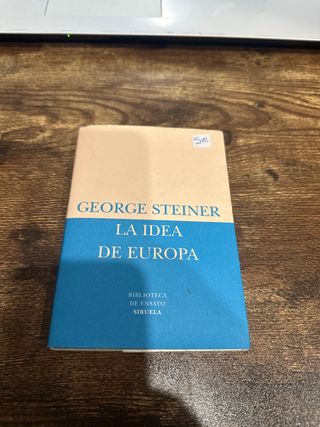 5€
GEORGE STEINER
LA IDEA
DE EUROPA
BIBLIOTECA
DE ENSAYO
SIRUELA